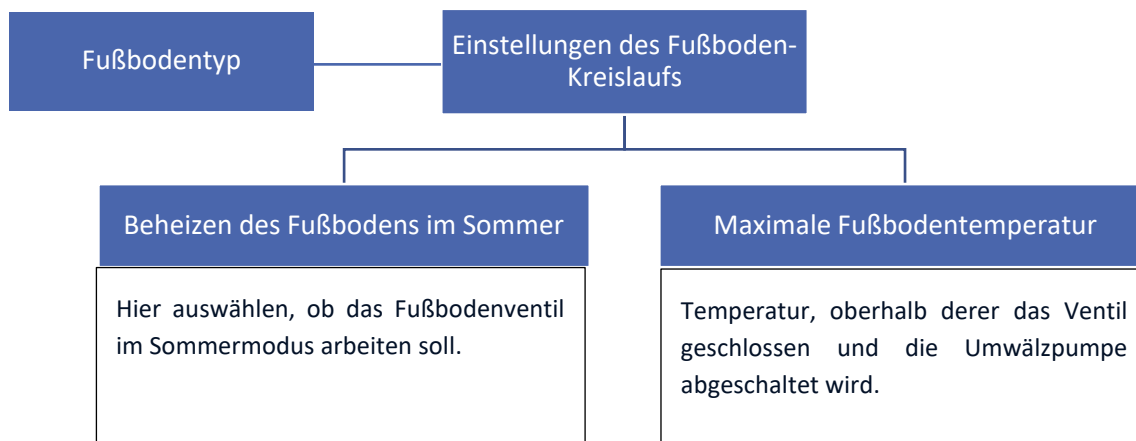 Fußbodentyp
Einstellungen des Fußboden-
Kreislaufs
Beheizen des Fußbodens im Sommer
Hier auswählen, ob das Fußbodenventil
im Sommermodus arbeiten soll.
Maximale Fußbodentemperatur
Temperatur, oberhalb derer das Ventil
geschlossen und die Umwälzpumpe
abgeschaltet wird.